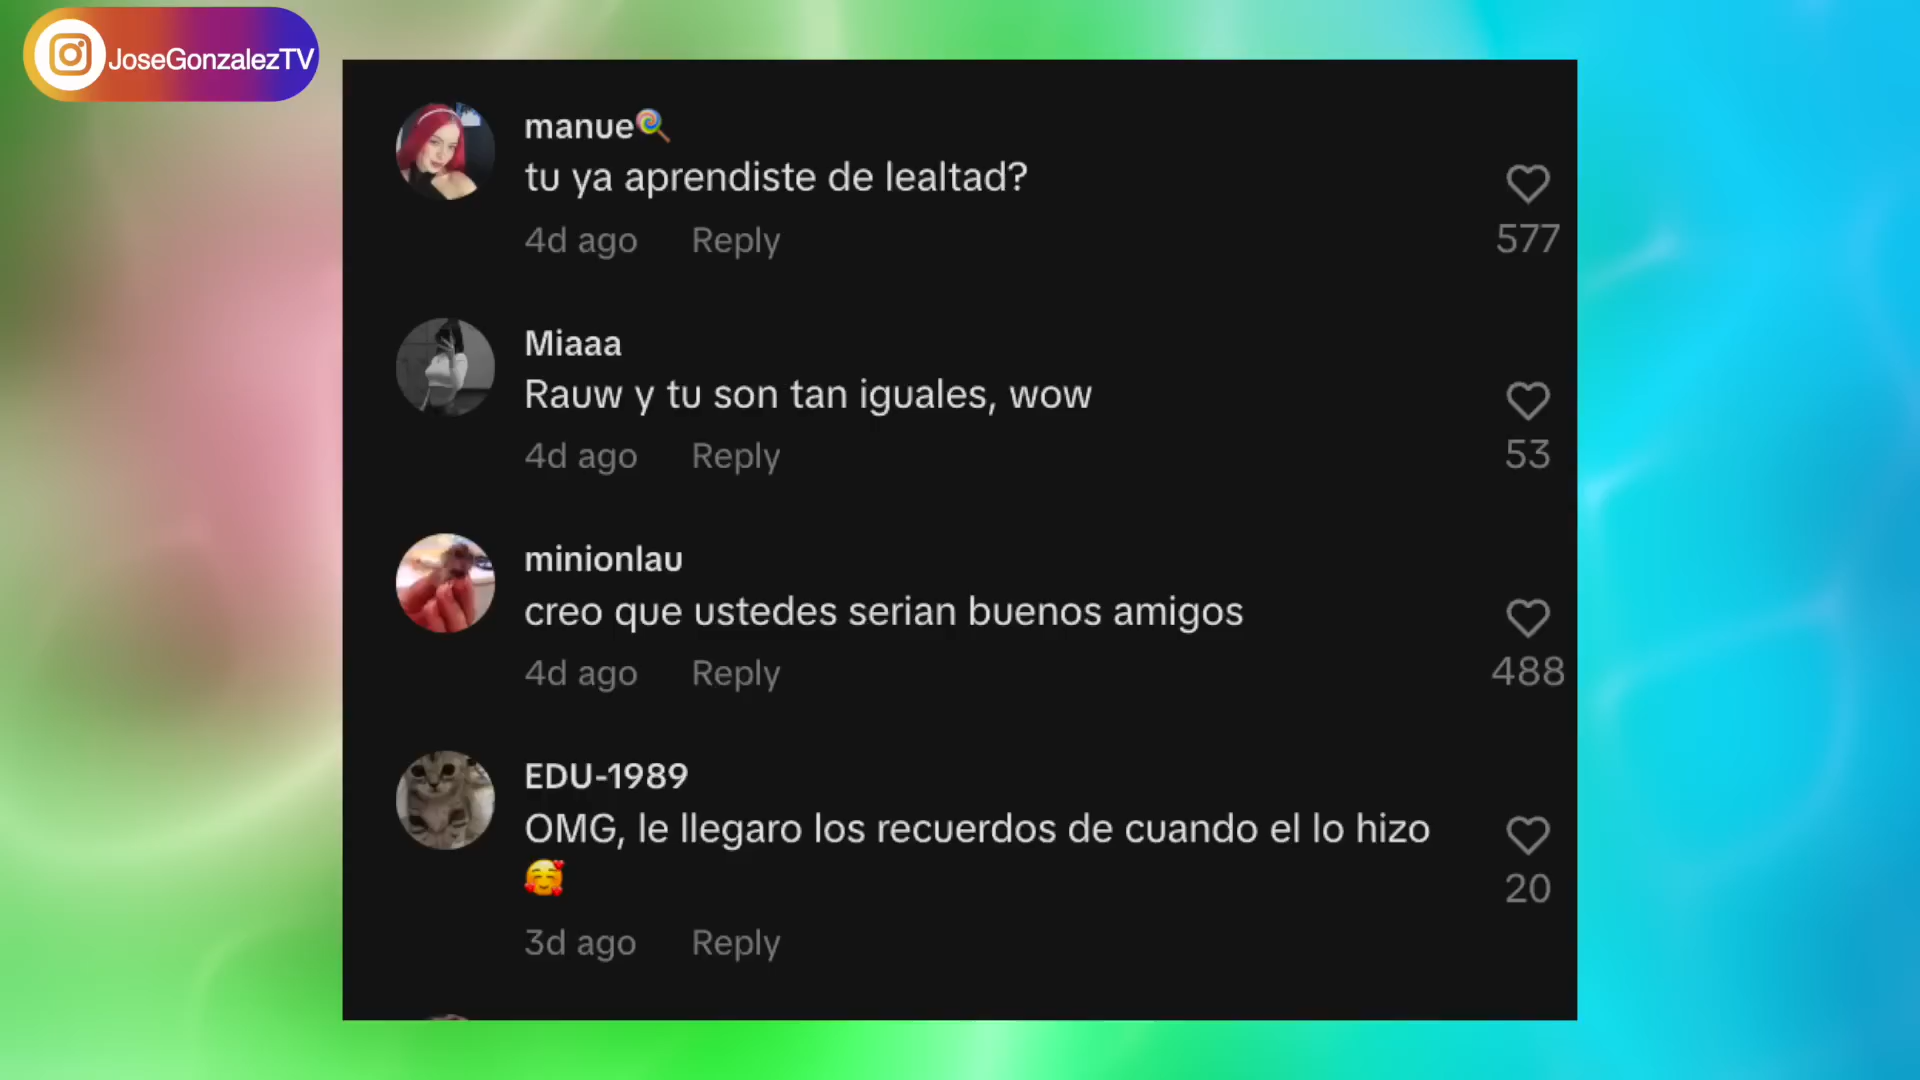 JoseGonzalezTV
manue🍭
tu ya aprendiste de lealtad?
4d ago Reply
577
Miaaa
Rauw y tu son tan iguales, wow
4d ago Reply
53
minionlau
creo que ustedes serian buenos amigos
4d ago Reply
488
EDU-1989
OMG, le llegaro los recuerdos de cuando el lo hizo
🥰
20
3d ago Reply